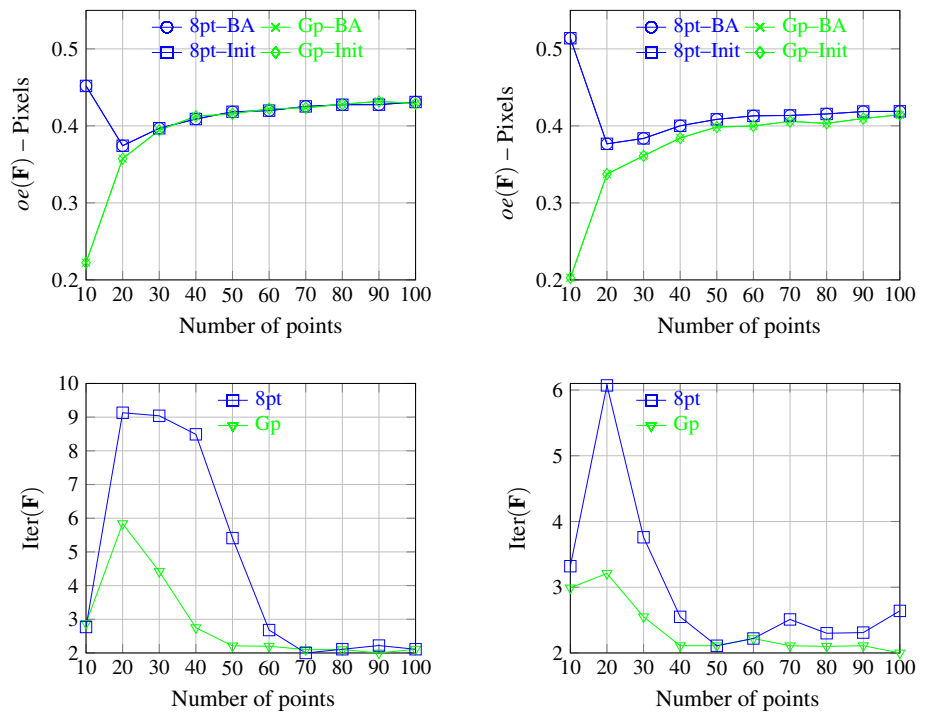 8pt–BA Gp–BA
8pt–Init Gp–Init
0.5
0.4
0.3
0.2
oe(F) – Pixels
10 20 30 40 50 60 70 80 90 100
Number of points
8pt–BA Gp–BA
8pt–Init Gp–Init
0.5
0.4
0.3
0.2
oe(F) – Pixels
10 20 30 40 50 60 70 80 90 100
Number of points
8pt
Gp
10
9
8
7
6
5
4
3
2
Iter(F)
10 20 30 40 50 60 70 80 90 100
Number of points
8pt
Gp
6
5
4
3
2
Iter(F)
10 20 30 40 50 60 70 80 90 100
Number of points